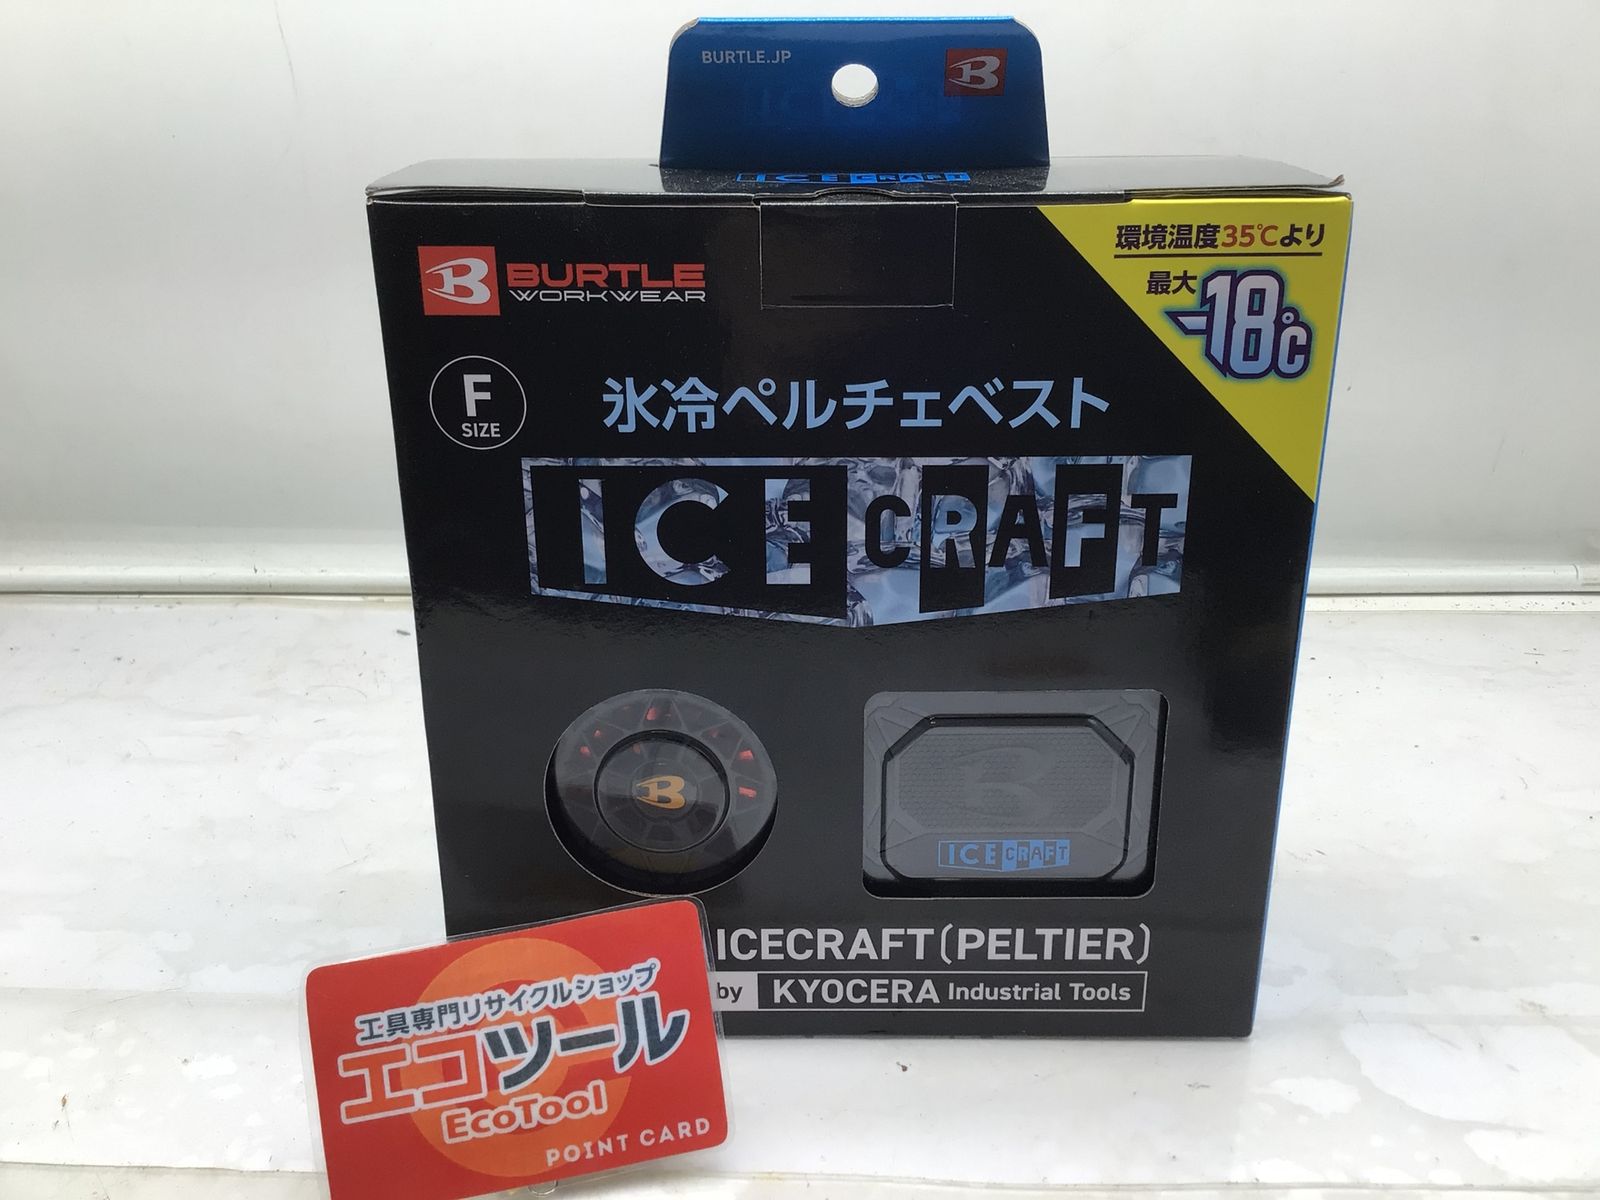 BURTLE.JP
B
ICE CRAFT
B BURTLE
WORKWEAR
環境温度35℃より
最大-18℃
F
SIZE
氷冷ペルチェベスト
ICE CRAFT
B
B
ICE CRAFT
ICECRAFT(PELTIER)
by KYOCERA Industrial Tools
工具専門リサイクルショップ
エコツール
EcoTool
POINT CARD